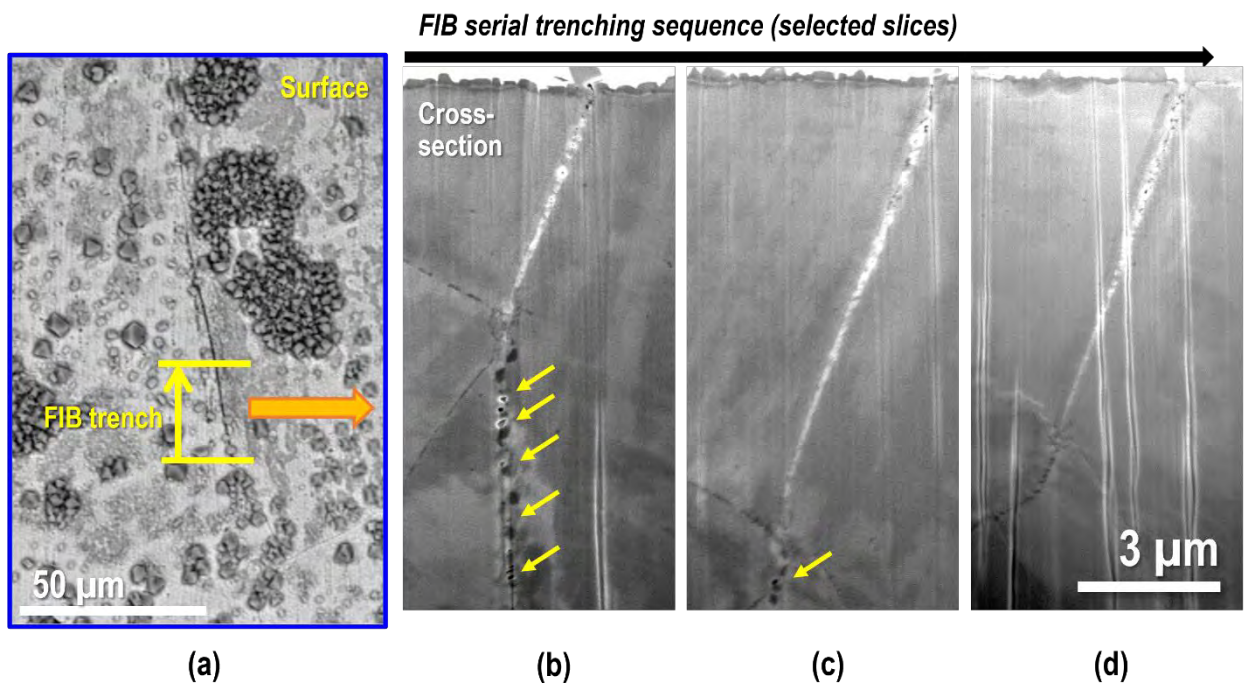 FIB serial trenching sequence (selected slices)
Surface
FIB trench
50 µm
Cross-
section
3 µm
(a)
(b)
(c)
(d)